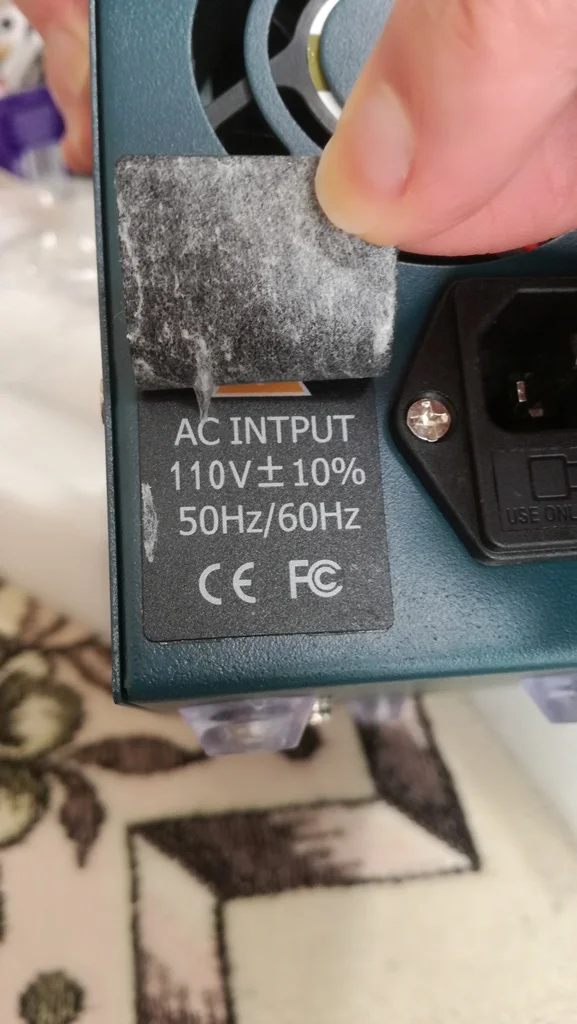 AC INTPUT
110V±10%
50Hz/60Hz
CE FC
USE ONL